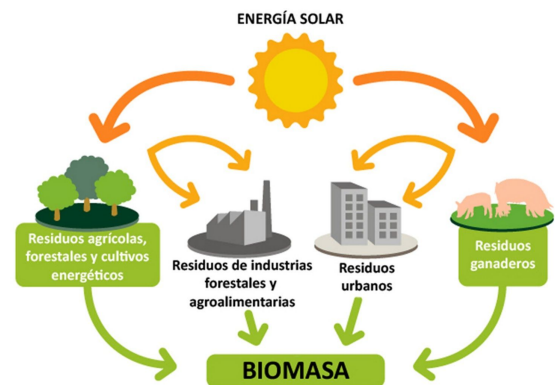 ENERGÍA SOLAR
Residuos agrícolas,
forestales y cultivos
energéticos
Residuos de industrias
forestales y
agroalimentarias
Residuos
urbanos
Residuos
ganaderos
BIOMASA